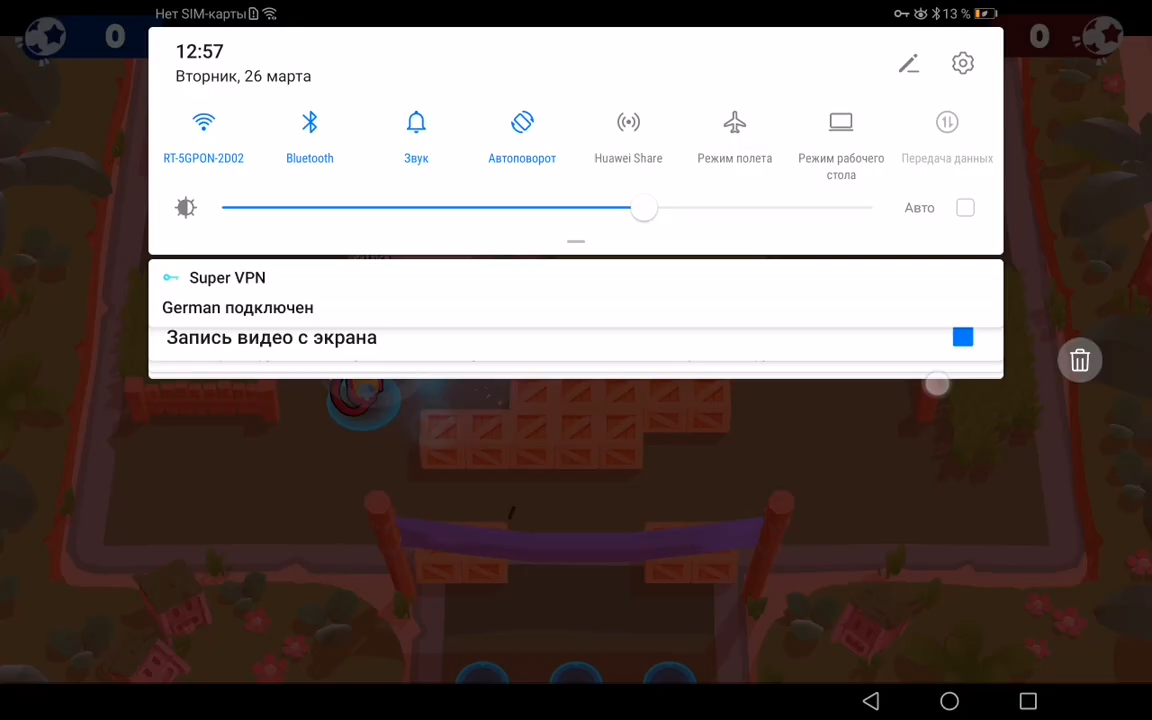 Нет SIM-карты
13 %
0
0
12:57
Вторник, 26 марта
RT-5GPON-2D02
Bluetooth
Звук
Автоповорот
Huawei Share
Режим полета
Режим рабочего стола
Передача данных
Авто
Super VPN
German подключен
Запись видео с экрана